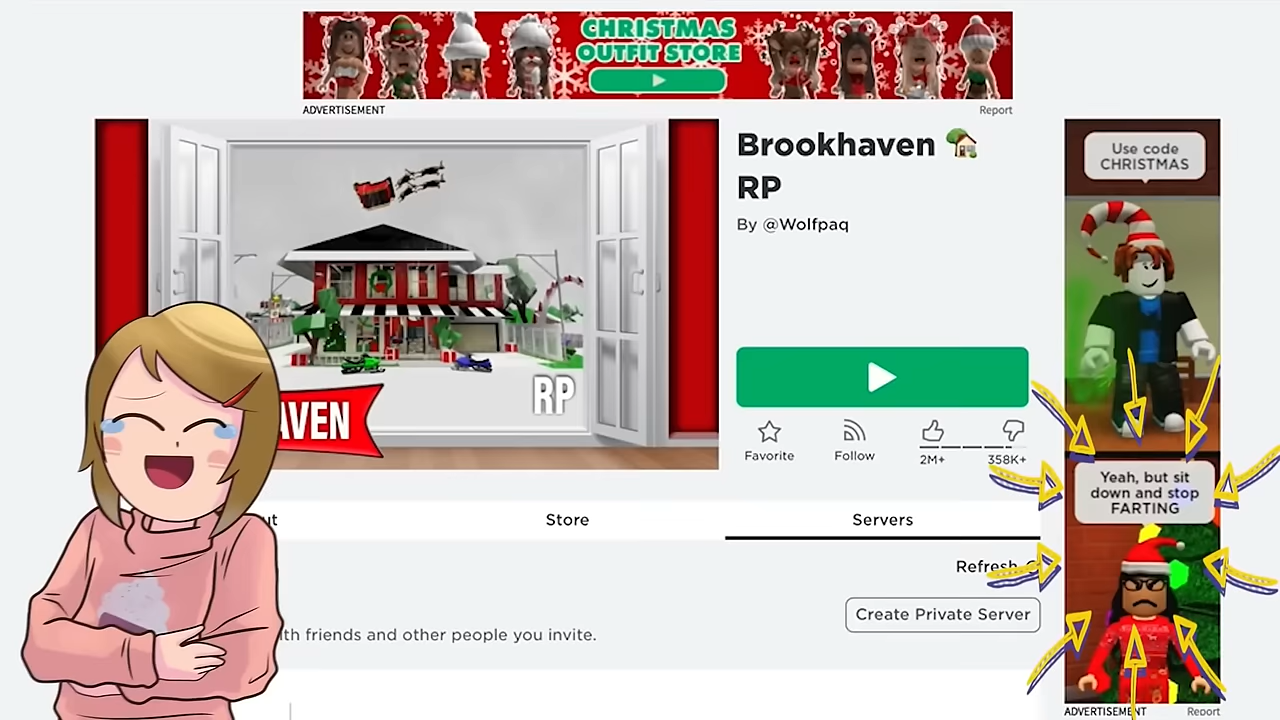 CHRISTMAS
OUTFIT STORE
ADVERTISEMENT
Report
Brookhaven
RP
By @Wolfpaq
AVEN
RP
Favorite
Follow
2M+
358K+
ut
Store
Servers
Refresh
Create Private Server
ith friends and other people you invite.
Use code
CHRISTMAS
Yeah, but sit
down and stop
FARTING
ADVERTISEMENT
Report